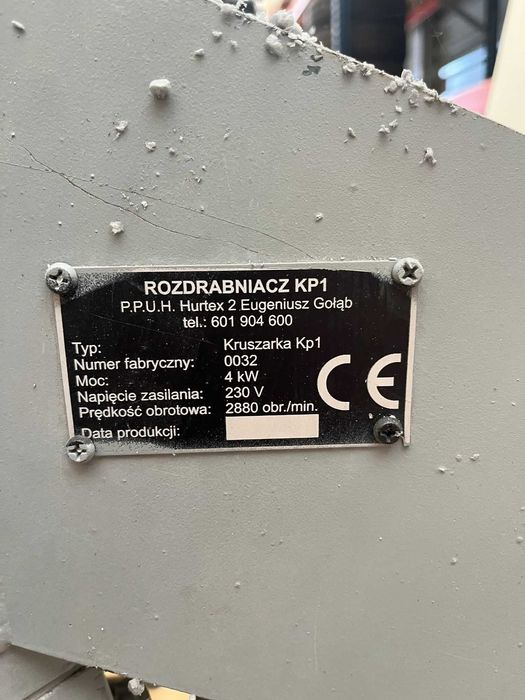 ROZDRABNIACZ KP1
P.P.U.H. Hurtex 2 Eugeniusz Gołąb
tel.: 601 904 600
Typ: Kruszarka Kp1
Numer fabryczny: 0032
Moc: 4 kW
Napięcie zasilania: 230 V
Prędkość obrotowa: 2880 obr./min.
Data produkcji:
CE